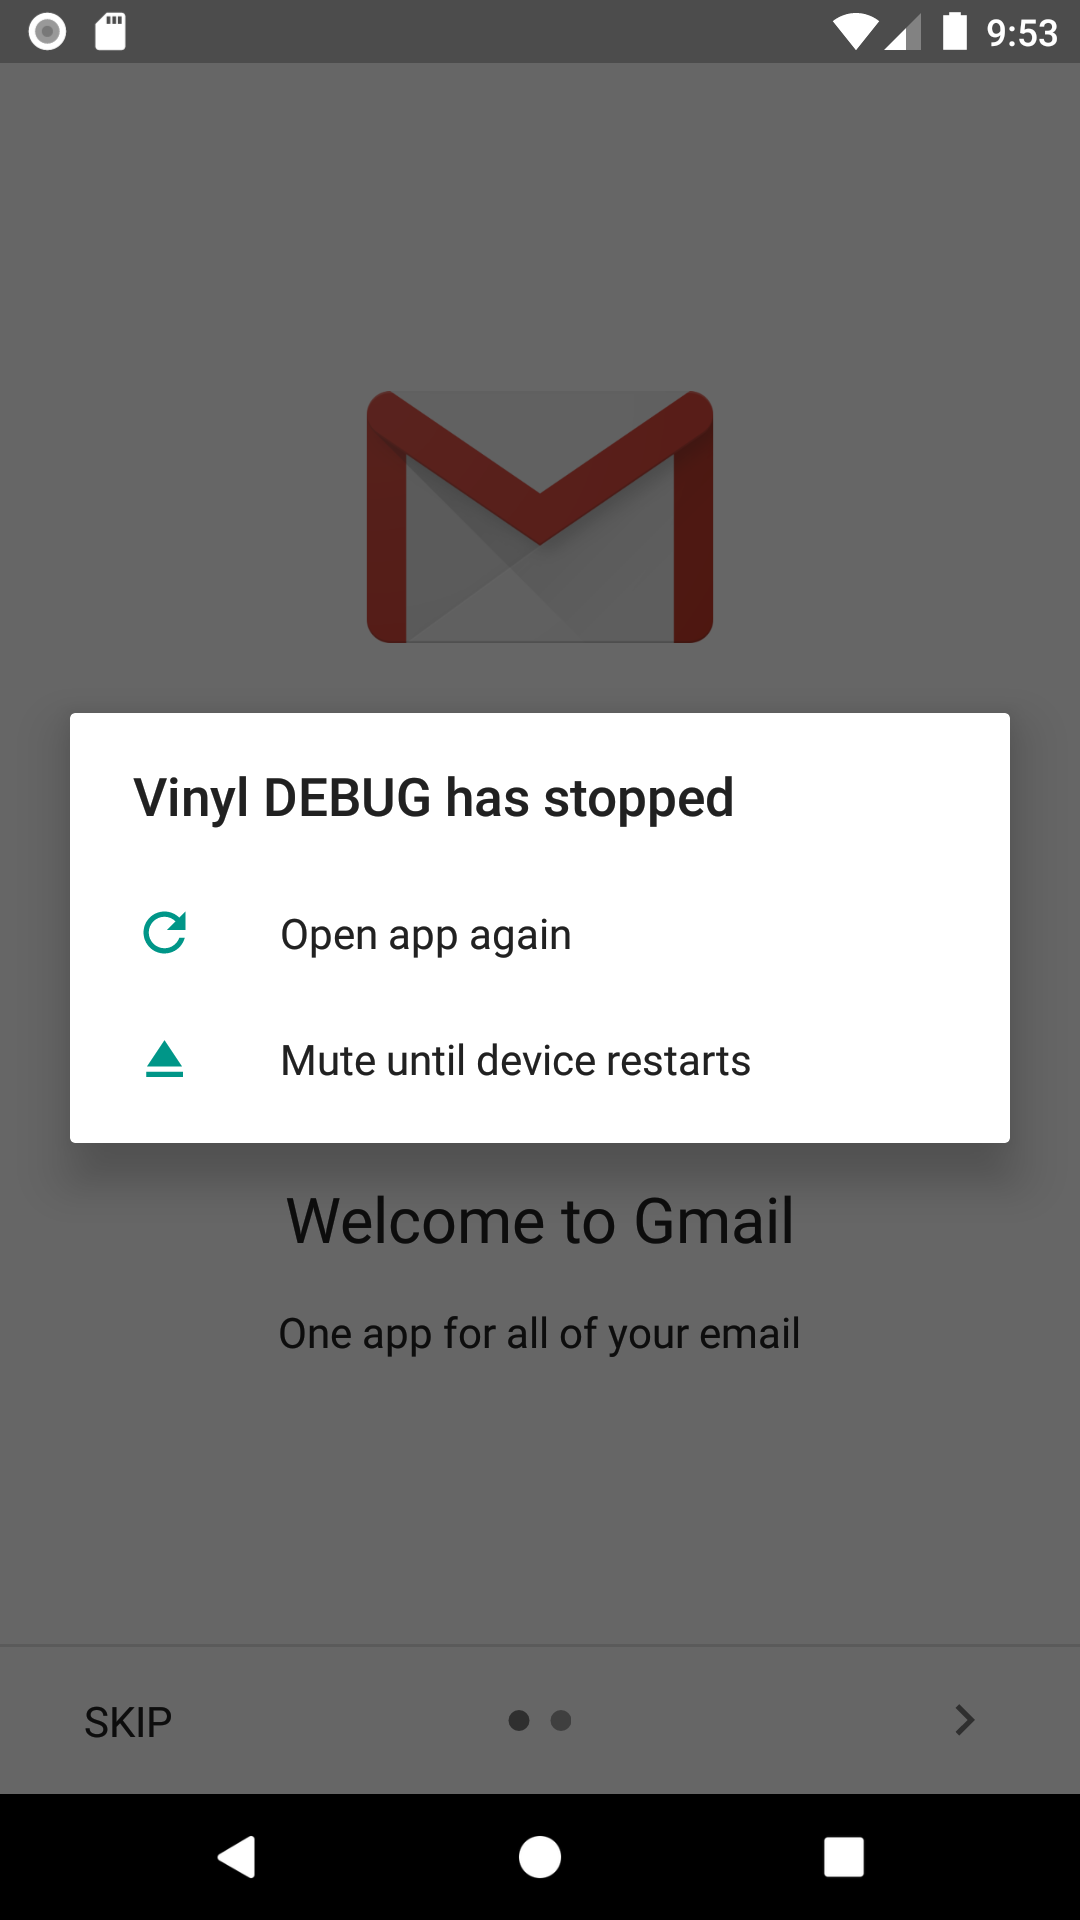 9:53
Vinyl DEBUG has stopped
Open app again
Mute until device restarts
Welcome to Gmail
One app for all of your email
SKIP